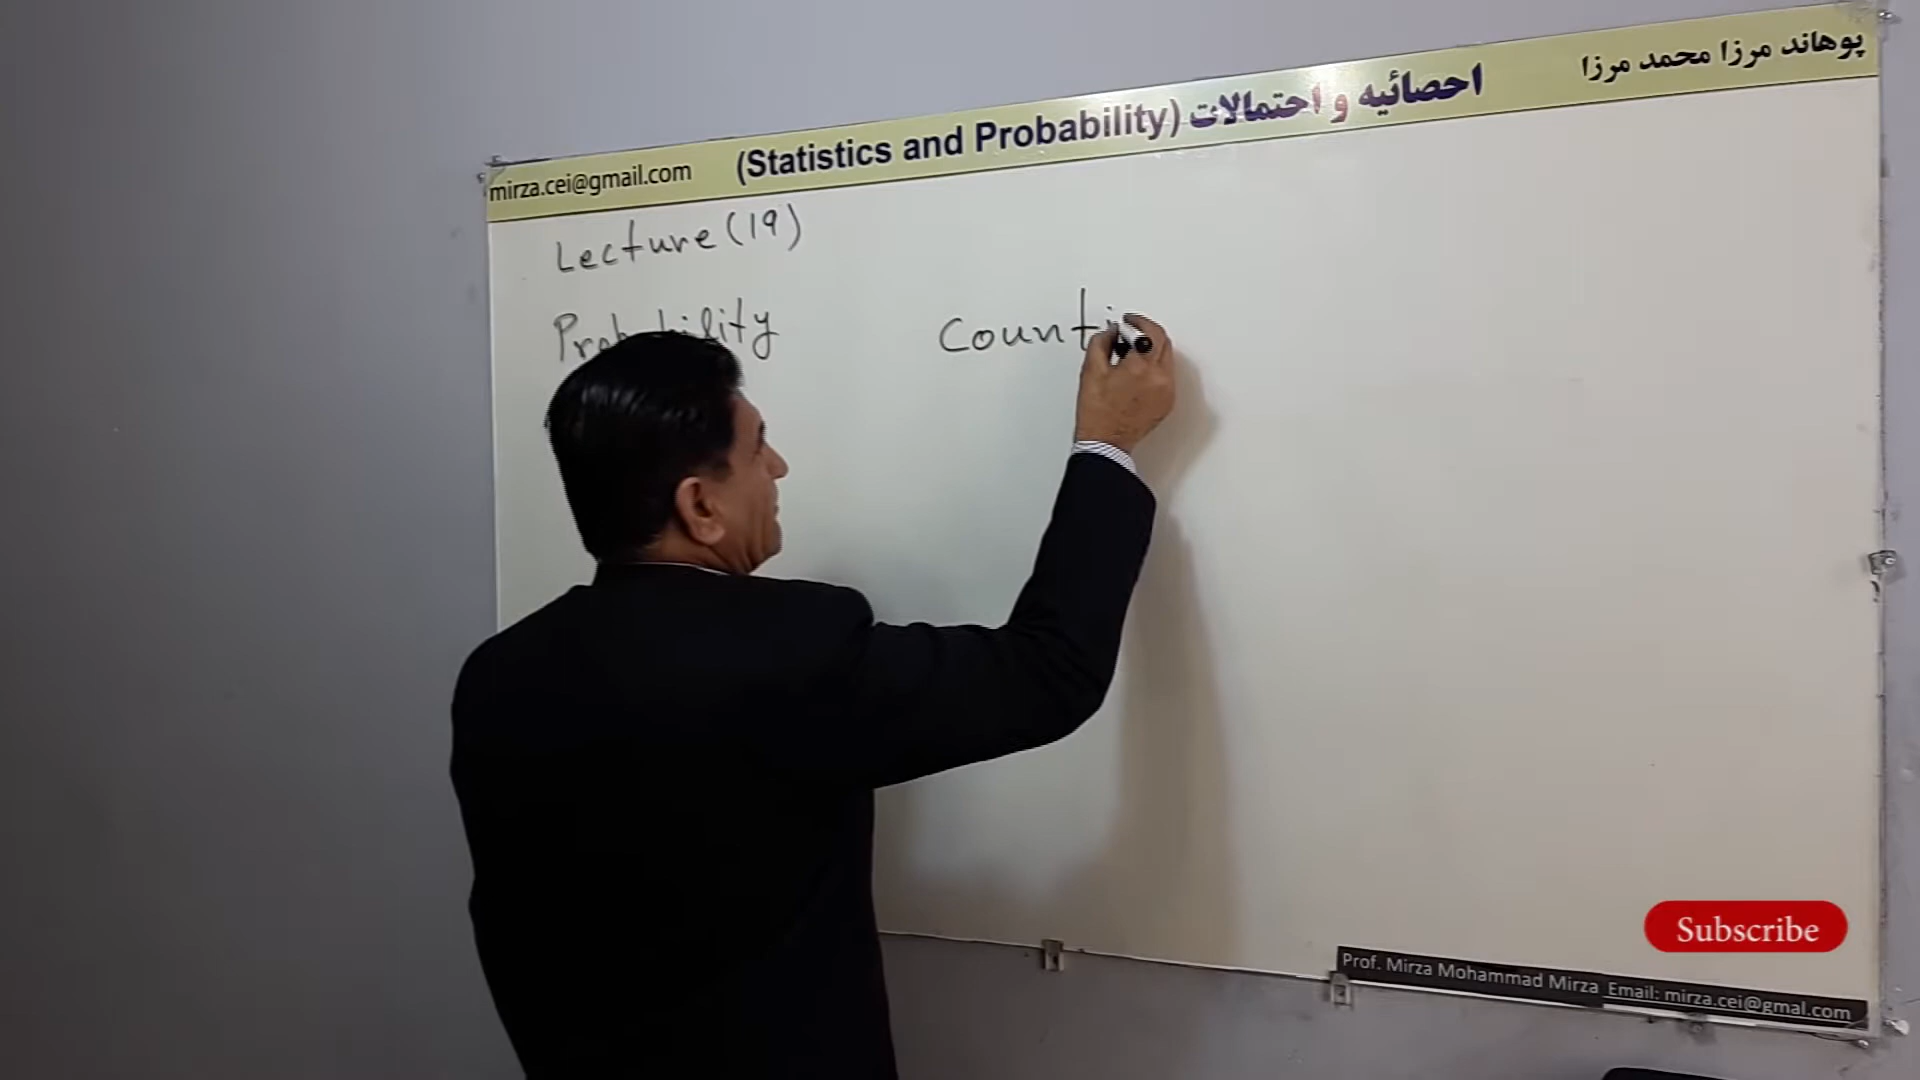 پوهاند مرزا محمد مرزا
احصائیه و احتمالات (Statistics and Probability)
mirza.cei@gmail.com
Lecture (19)
Probability
Counti
Subscribe
Prof. Mirza Mohammad Mirza Email: mirza.cei@gmal.com